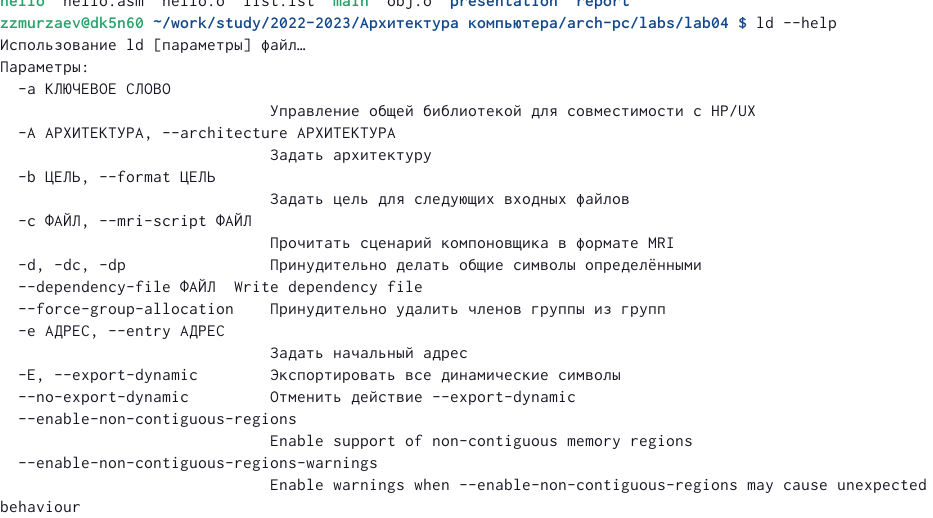 hello hello.asm hello.o list.lst main obj.o presentation report
zzmurzaev@dk5n60 ~/work/study/2022-2023/Архитектура компьютера/arch-pc/labs/lab04 $ ld --help
Использование ld [параметры] файл…
Параметры:
-a КЛЮЧЕВОЕ СЛОВО
Управление общей библиотекой для совместимости с HP/UX
-A АРХИТЕКТУРА, --architecture АРХИТЕКТУРА
Задать архитектуру
-b ЦЕЛЬ, --format ЦЕЛЬ
Задать цель для следующих входных файлов
-c ФАЙЛ, --mri-script ФАЙЛ
Прочитать сценарий компоновщика в формате MRI
-d, -dc, -dp Принудительно делать общие символы определёнными
--dependency-file ФАЙЛ Write dependency file
--force-group-allocation Принудительно удалить членов группы из групп
-e АДРЕС, --entry АДРЕС
Задать начальный адрес
-E, --export-dynamic Экспортировать все динамические символы
--no-export-dynamic Отменить действие --export-dynamic
--enable-non-contiguous-regions
Enable support of non-contiguous memory regions
--enable-non-contiguous-regions-warnings
Enable warnings when --enable-non-contiguous-regions may cause unexpected
behaviour